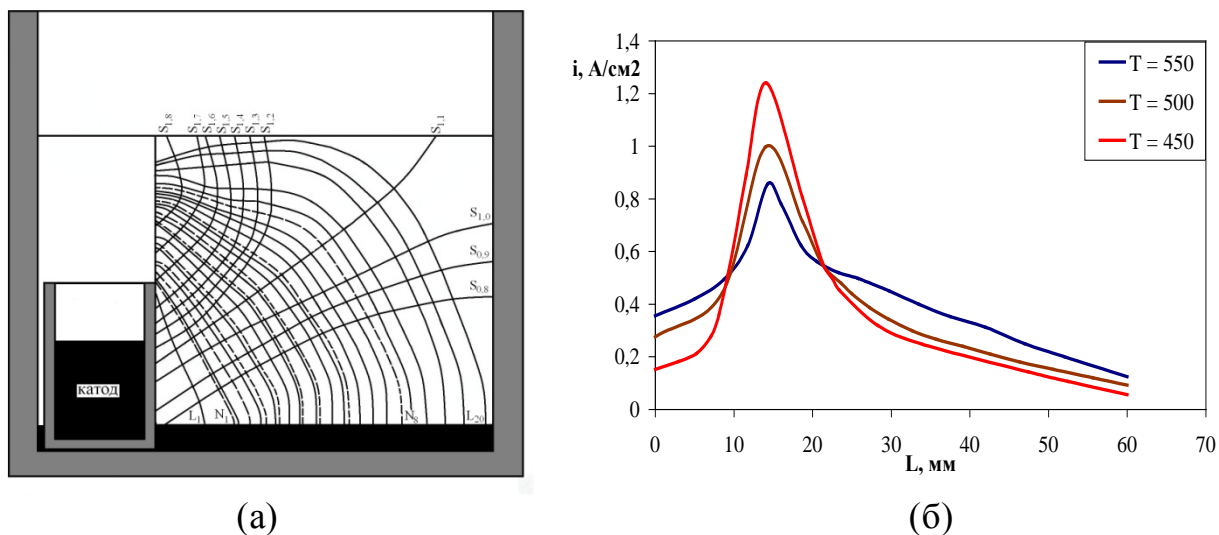 S1,8 S1,7 S1,6 S1,5 S1,4 S1,3 S1,2 S1,1
S1,0
S0,9
S0,8
катод
L1 N1 N8 L20
(а)
i, А/см2
1,4
1,2
1
0,8
0,6
0,4
0,2
0
0 10 20 30 40 50 60 70
L, мм
T = 550
T = 500
T = 450
(б)